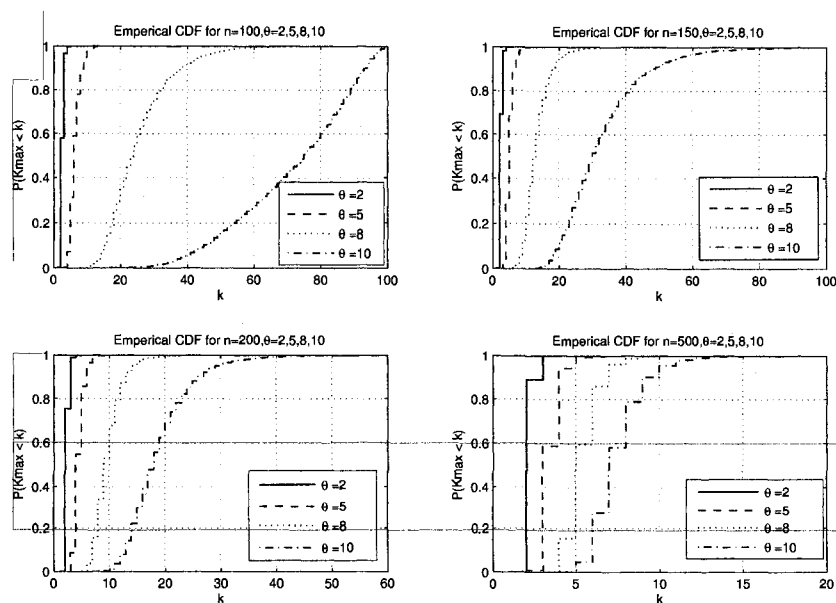 Emperical CDF for n=100,θ=2,5,8,10
1
0.8
0.6
0.4
0.2
0
P(Kmax < k)
θ =2
θ =5
θ =8
θ =10
0 20 40 60 80 100
k
Emperical CDF for n=150,θ=2,5,8,10
1
0.8
0.6
0.4
0.2
0
P(Kmax < k)
θ =2
θ =5
θ =8
θ =10
0 20 40 60 80 100
k
Emperical CDF for n=200,θ=2,5,8,10
1
0.8
0.6
0.4
0.2
0
P(Kmax < k)
θ =2
θ =5
θ =8
θ =10
0 10 20 30 40 50 60
k
Emperical CDF for n=500,θ=2,5,8,10
1
0.8
0.6
0.4
0.2
0
P(Kmax < k)
θ =2
θ =5
θ =8
θ =10
0 5 10 15 20
k